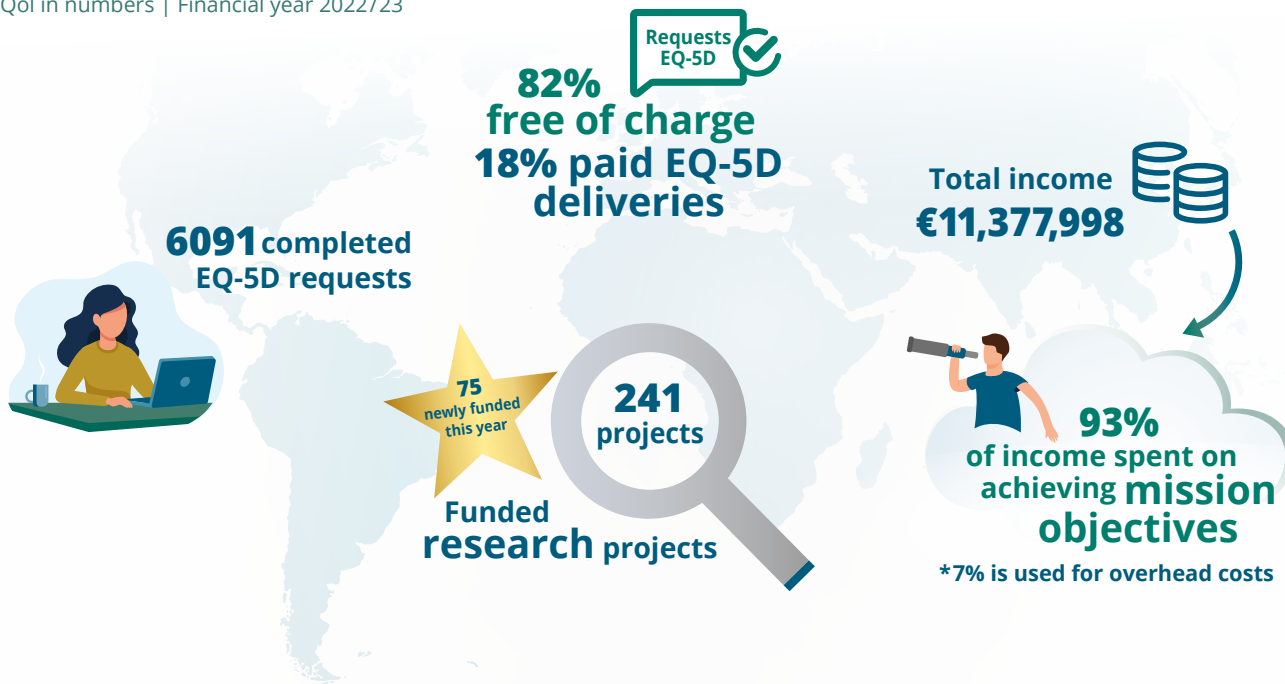 QoI in numbers | Financial year 2022/23
Requests
EQ-5D
82%
free of charge
18% paid EQ-5D
deliveries
Total income
€11,377,998
6091 completed
EQ-5D requests
75
newly funded
this year
241
projects
Funded
research projects
93%
of income spent on
achieving mission
objectives
*7% is used for overhead costs